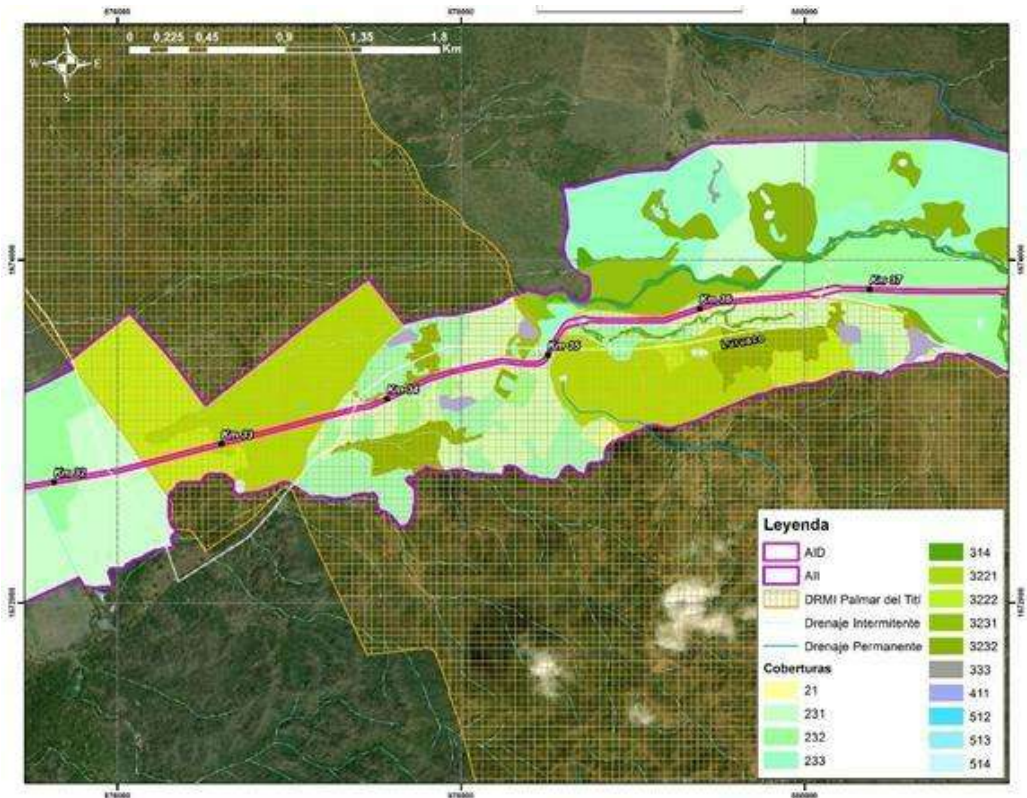 N
W E
S
0 0,225 0,45 0,9 1,35 1,8
Km
Km 32
Km 33
Km 34
Km 35
Km 36
Km 37
Luruaco
Leyenda
AID
AII
DRMI Palmar del Tití
Drenaje Intermitente
Drenaje Permanente
Coberturas
21
231
232
233
314
3221
3222
3231
3232
333
411
512
513
514